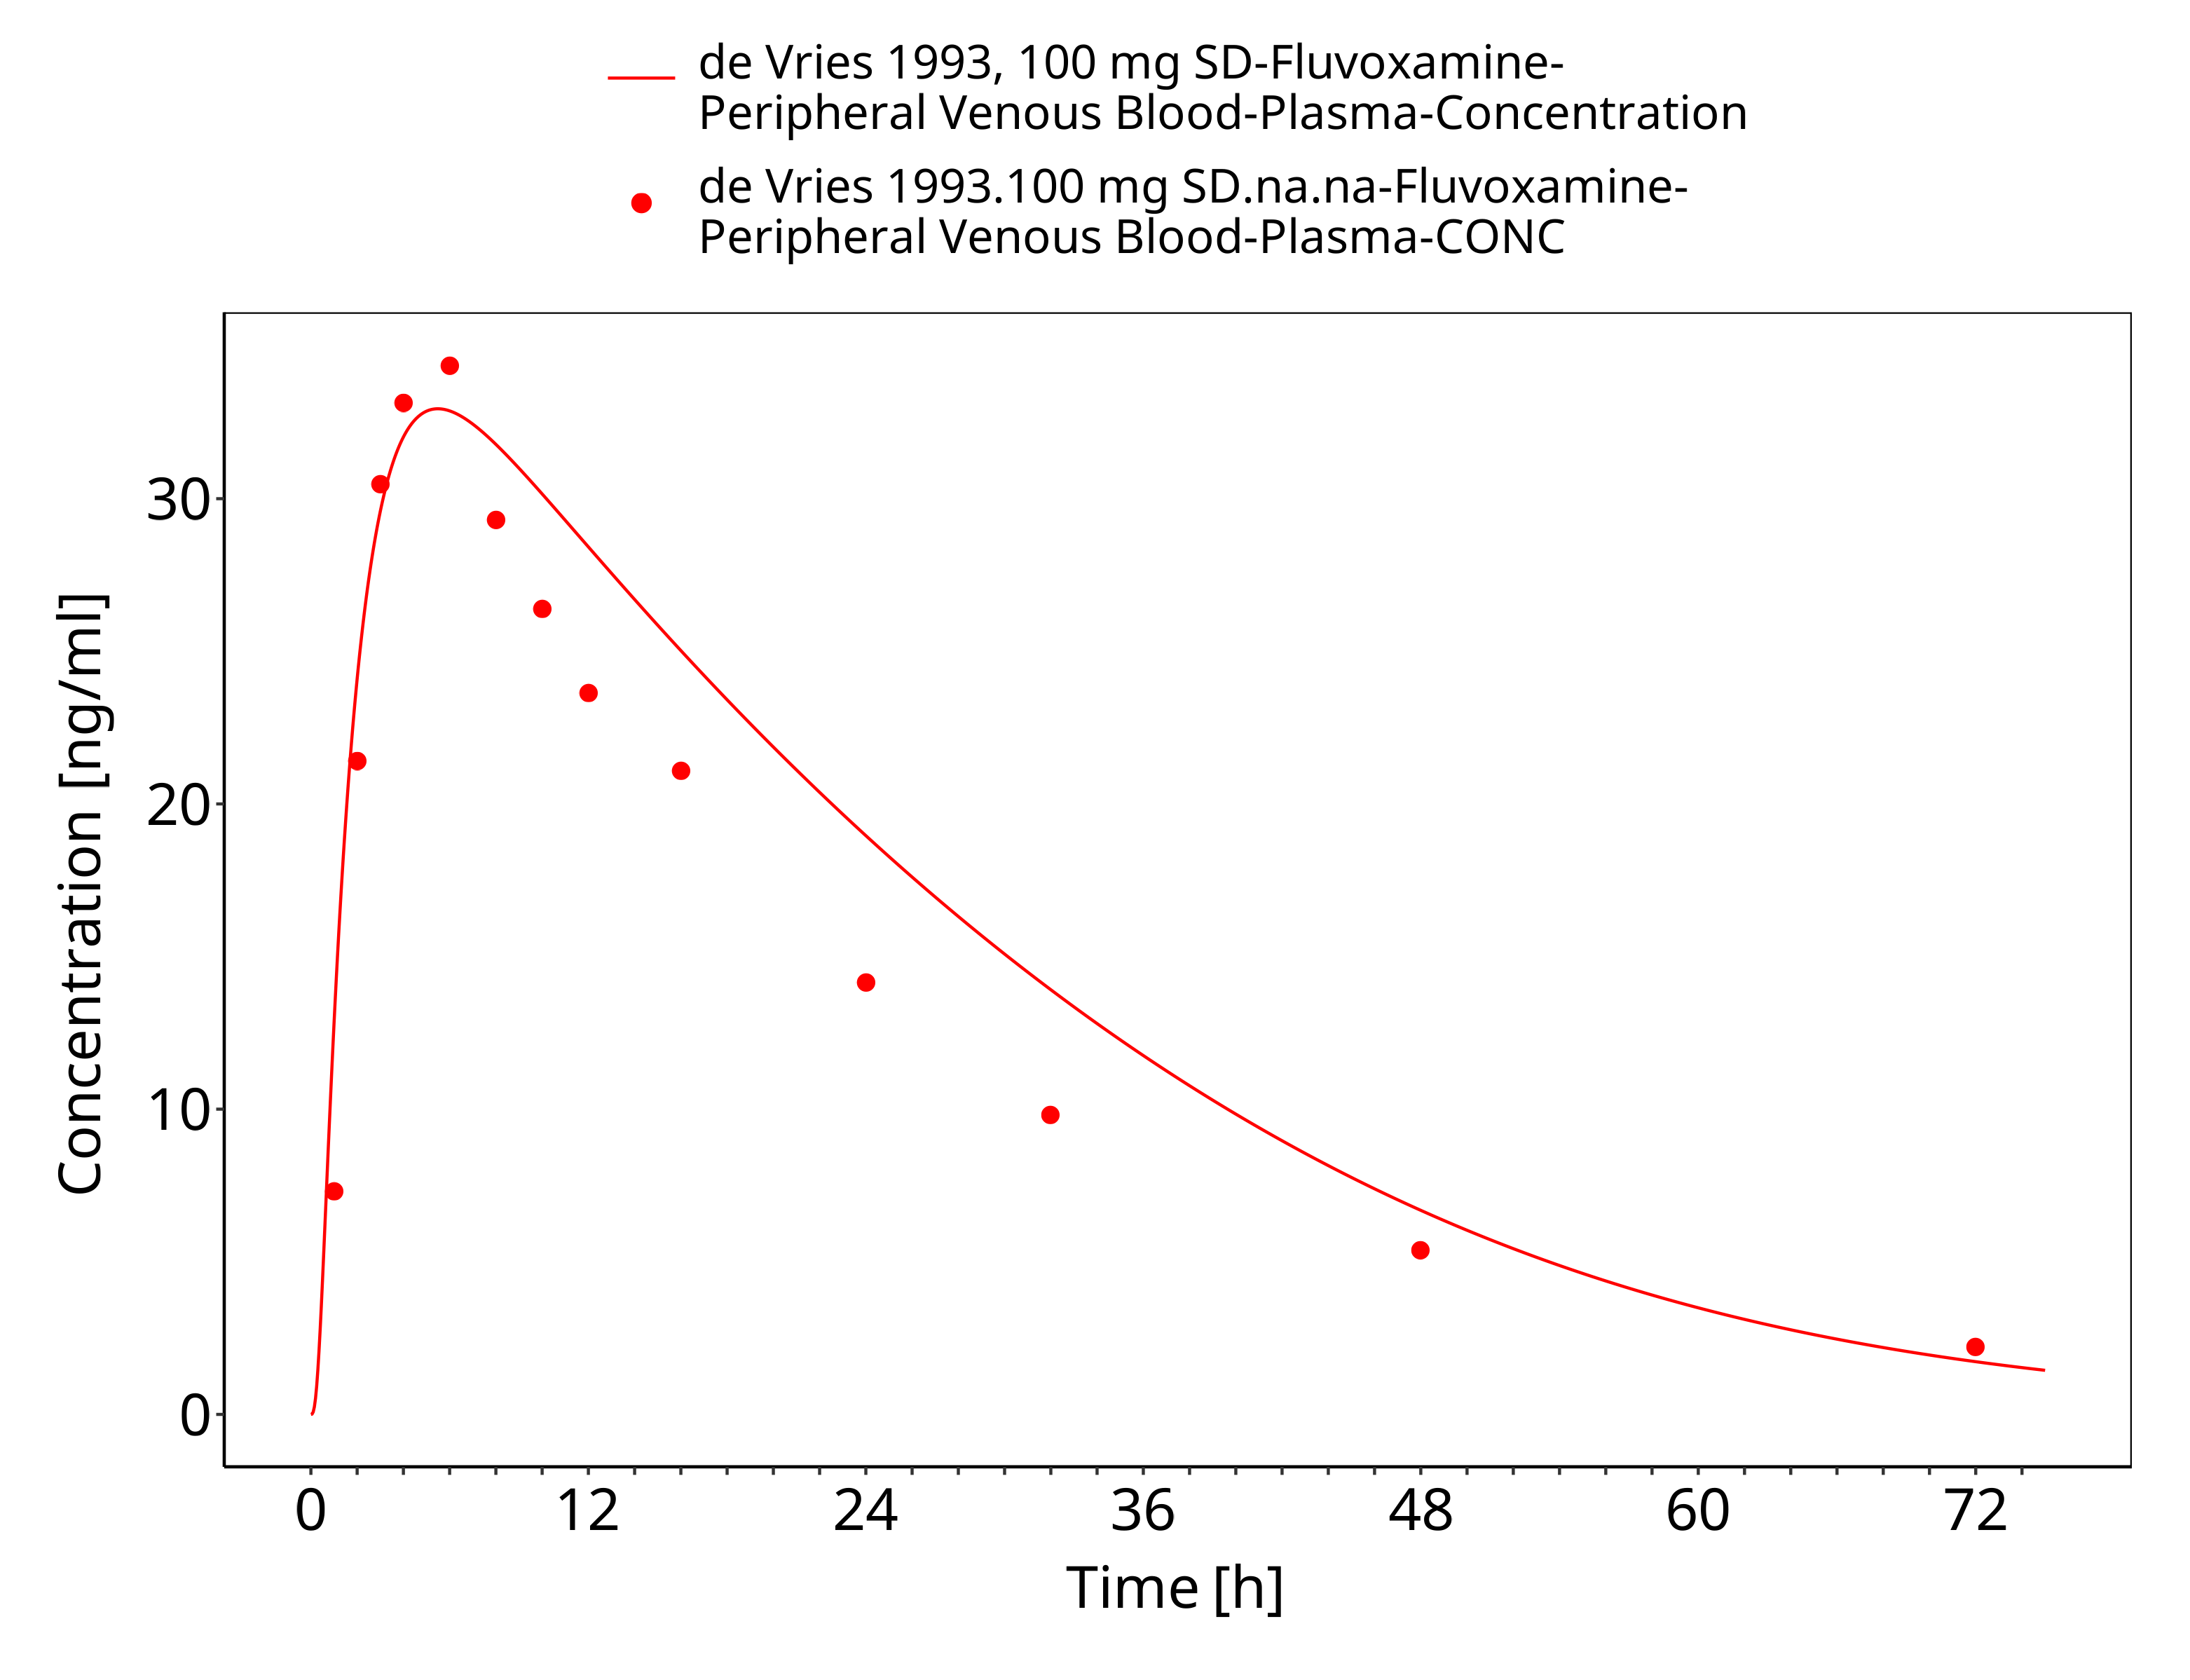 de Vries 1993, 100 mg SD-Fluvoxamine-
Peripheral Venous Blood-Plasma-Concentration
de Vries 1993.100 mg SD.na.na-Fluvoxamine-
Peripheral Venous Blood-Plasma-CONC
Concentration [ng/ml]
30
20
10
0
0 12 24 36 48 60 72
Time [h]